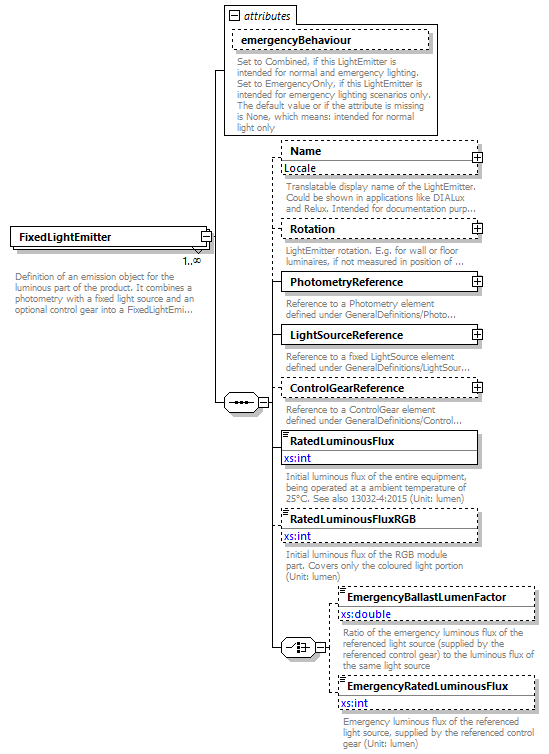 attributes
emergencyBehaviour
Set to Combined, if this LightEmitter is
intended for normal and emergency lighting.
Set to EmergencyOnly, if this LightEmitter is
intended for emergency lighting scenarios only.
The default value or if the attribute is missing
is None, which means: intended for normal
light only
FixedLightEmitter
1..∞
Definition of an emission object for the
luminous part of the product. It combines a
photometry with a fixed light source and an
optional control gear into a FixedLightEmi...
Name
Locale
Translatable display name of the LightEmitter.
Could be shown in applications like DIALux
and Relux. Intended for documentation purp...
Rotation
LightEmitter rotation. E.g. for wall or floor
luminaires, if not measured in position of ...
PhotometryReference
Reference to a Photometry element
defined under GeneralDefinitions/Photo...
LightSourceReference
Reference to a fixed LightSource element
defined under GeneralDefinitions/LightSour...
ControlGearReference
Reference to a ControlGear element
defined under GeneralDefinitions/Control...
RatedLuminousFlux
xs:int
Initial luminous flux of the entire equipment,
being operated at a ambient temperature of
25°C. See also 13032-4:2015 (Unit: lumen)
RatedLuminousFluxRGB
xs:int
Initial luminous flux of the RGB module
part. Covers only the coloured light portion
(Unit: lumen)
EmergencyBallastLumenFactor
xs:double
Ratio of the emergency luminous flux of the
referenced light source (supplied by the
referenced control gear) to the luminous flux of
the same light source
EmergencyRatedLuminousFlux
xs:int
Emergency luminous flux of the referenced
light source, supplied by the referenced control
gear (Unit: lumen)